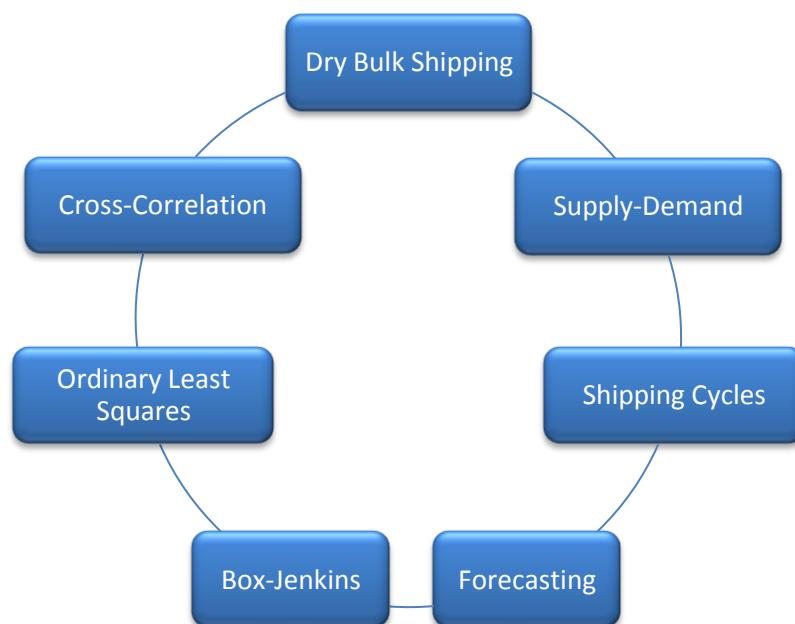 Dry Bulk Shipping
Supply-Demand
Shipping Cycles
Forecasting
Box-Jenkins
Ordinary Least
Squares
Cross-Correlation